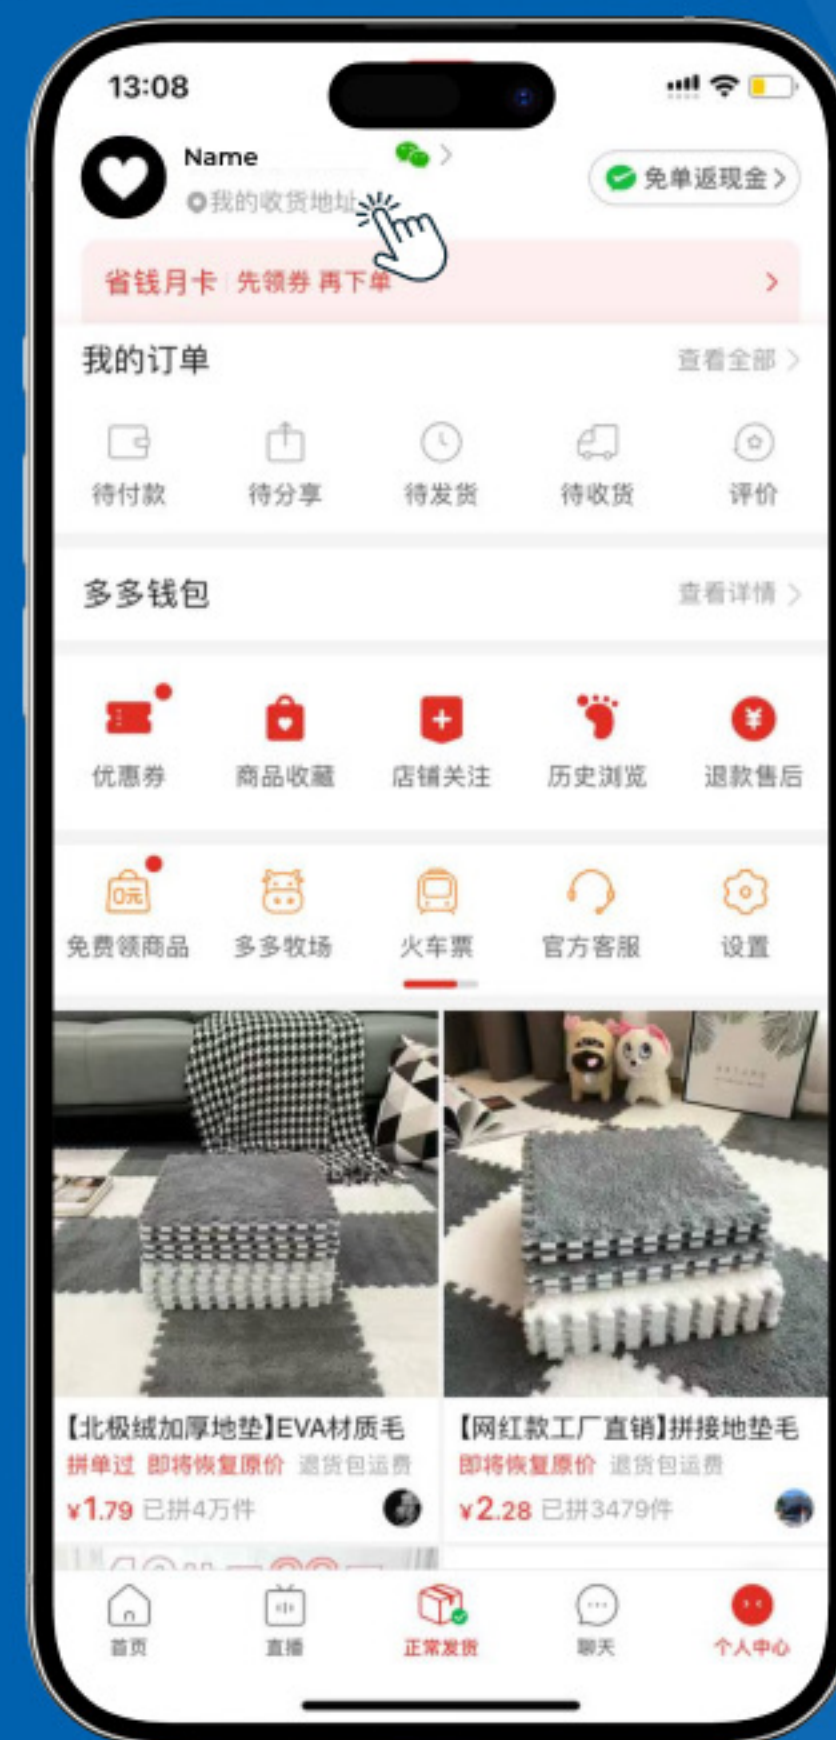 13:08
Name
我的收货地址
免单返现金
省钱月卡 先领券 再下单
我的订单 查看全部
待付款 待分享 待发货 待收货 评价
多多钱包 查看详情
优惠券 商品收藏 店铺关注 历史浏览 退款售后
0元
免费领商品 多多牧场 火车票 官方客服 设置
【北极绒加厚地垫】EVA材质毛
拼单过 即将恢复原价 退货包运费
¥1.79 已拼4万件
【网红款工厂直销】拼接地垫毛
即将恢复原价 退货包运费
¥2.28 已拼3479件
首页 直播 正常发货 聊天 个人中心